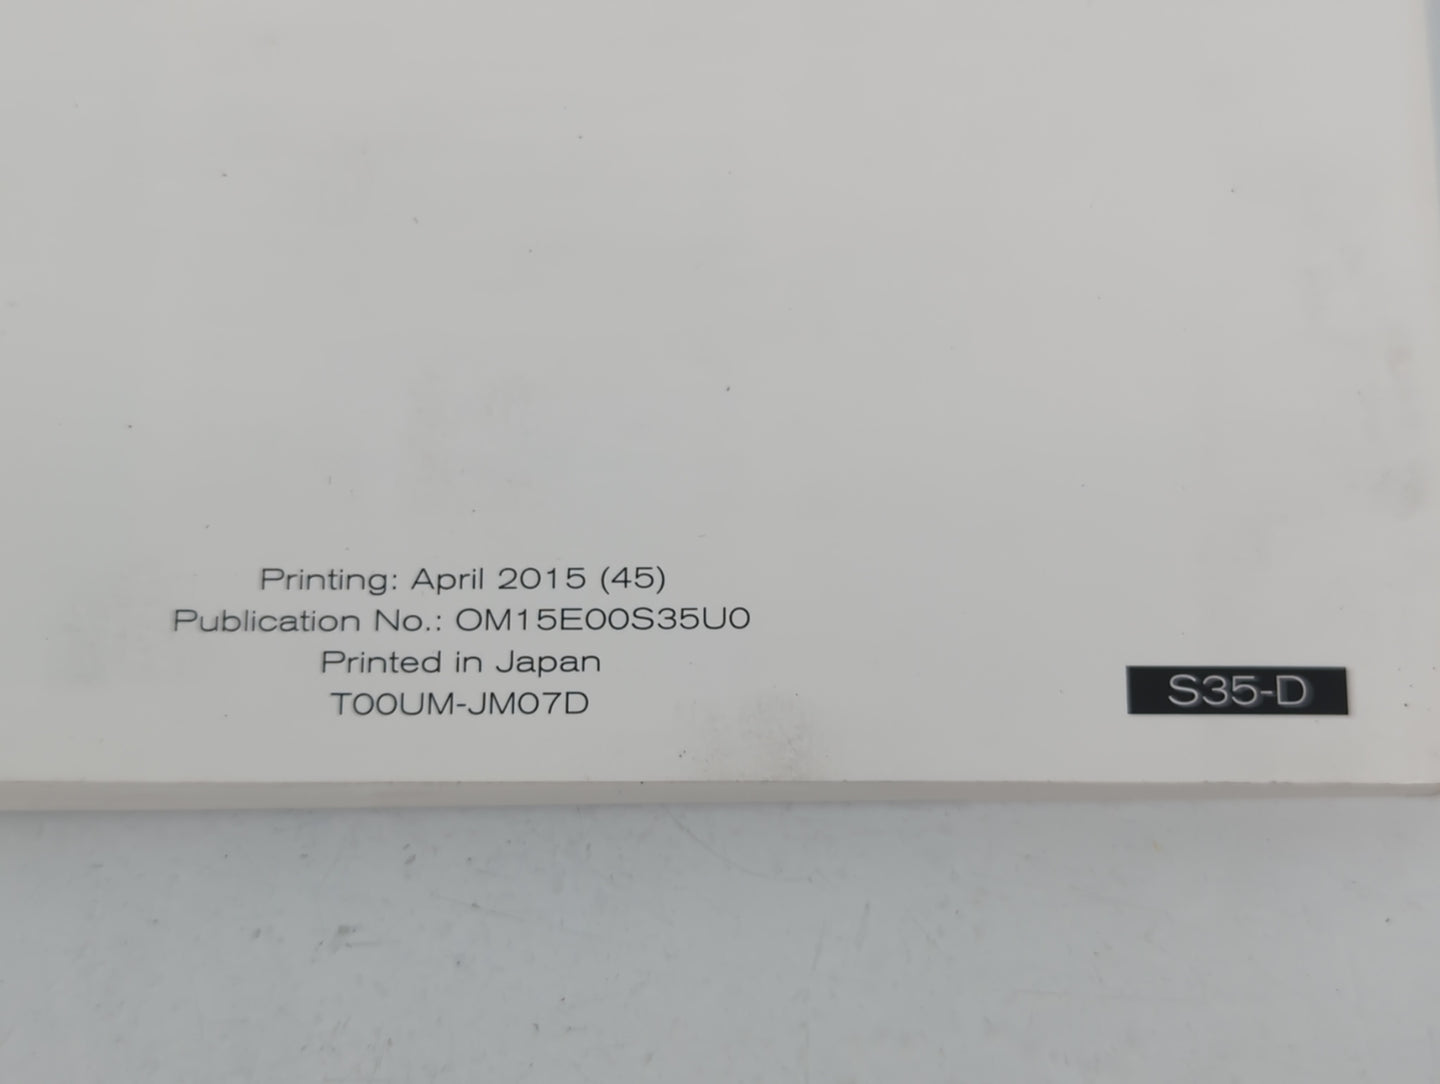 Printing: April 2015 (45)
Publication No.: OM15E00S35U0
Printed in Japan
T00UM-JM07D
S35-D